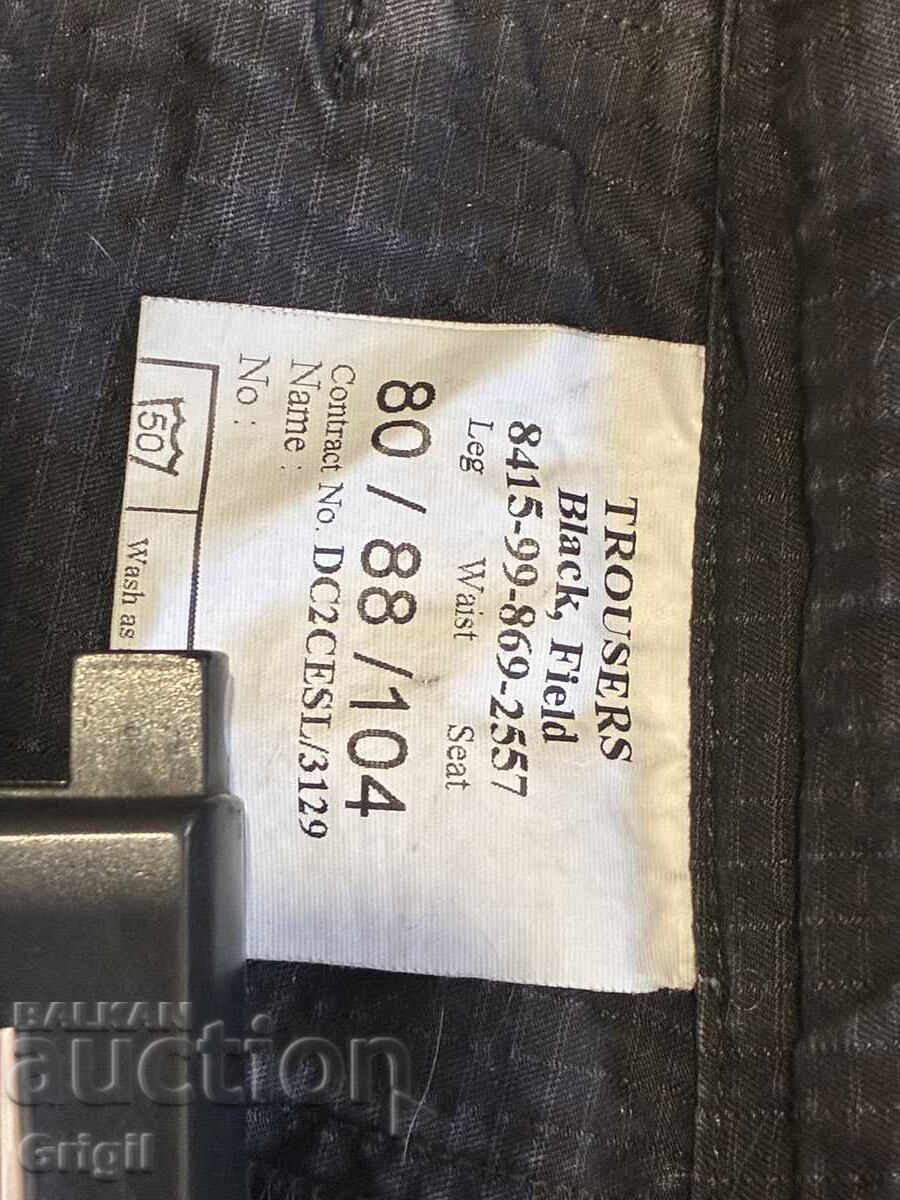 TROUSERS
Black, Field
8415-99-869-2557
Leg Waist Seat
80 / 88 / 104
Contract No. DC2CESL/3129
Name :
No :
50
Wash as
BALKAN
auction
Grigil